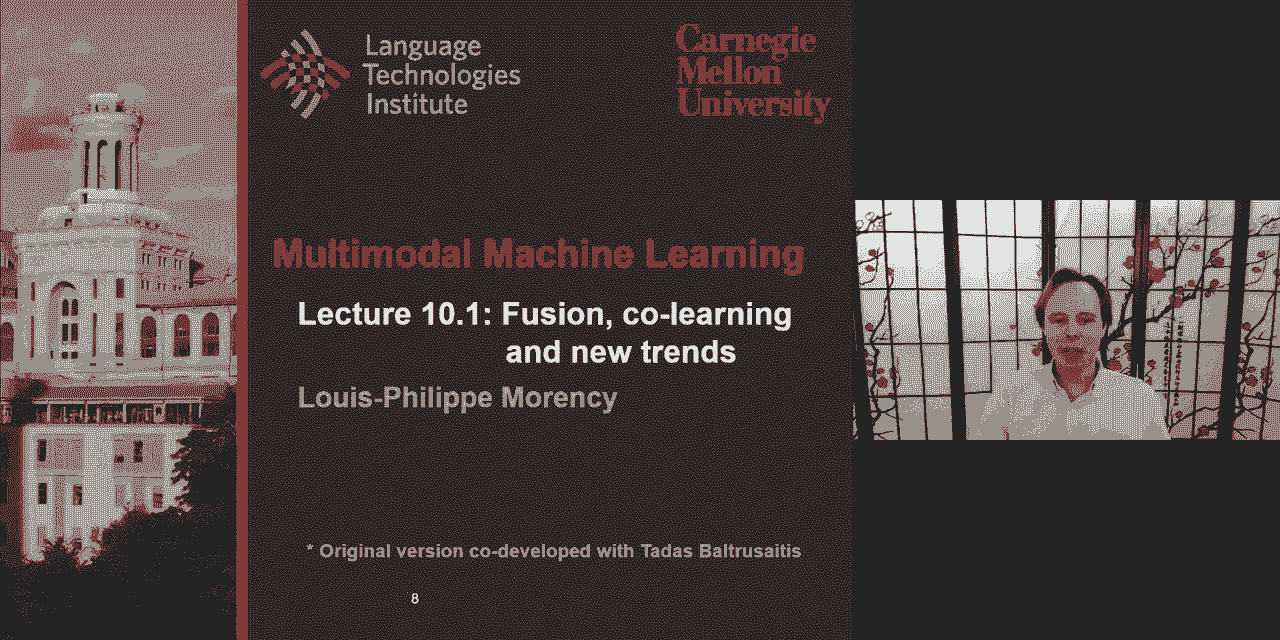 Language
Technologies
Institute
Carnegie
Mellon
University
Multimodal Machine Learning
Lecture 10.1: Fusion, co-learning
and new trends
Louis-Philippe Morency
* Original version co-developed with Tadas Baltrusaitis
8